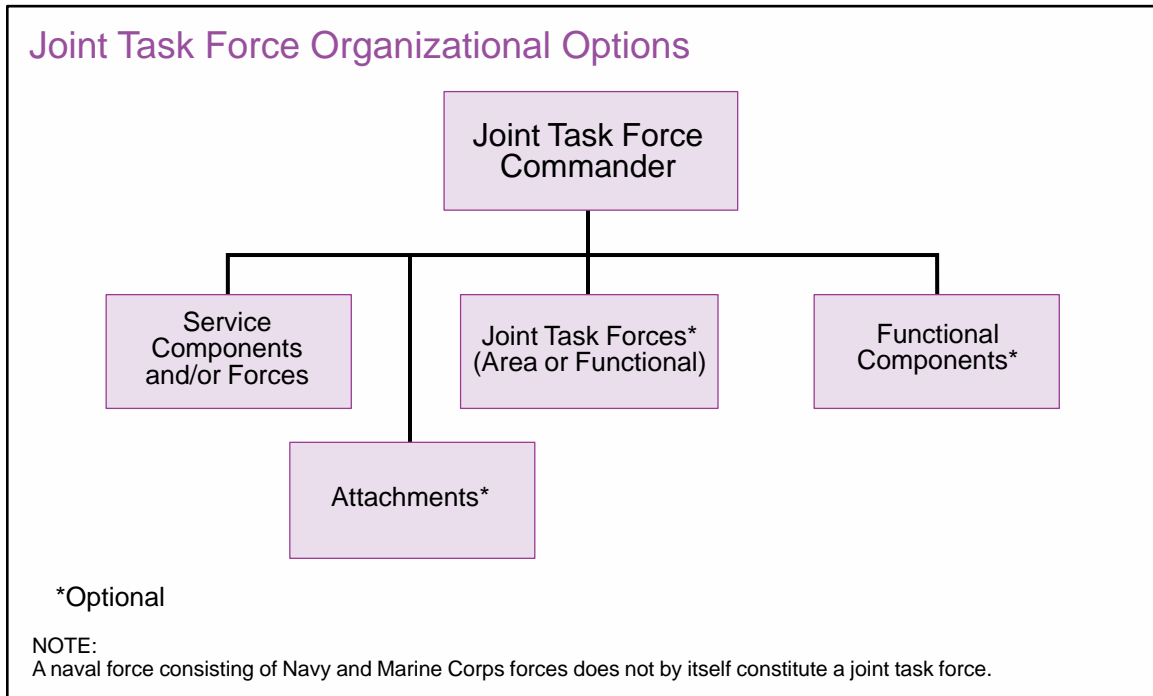 Joint Task Force Organizational Options
Joint Task Force
Commander
Service
Components
and/or Forces
Joint Task Forces*
(Area or Functional)
Functional
Components*
Attachments*
*Optional
NOTE:
A naval force consisting of Navy and Marine Corps forces does not by itself constitute a joint task force.